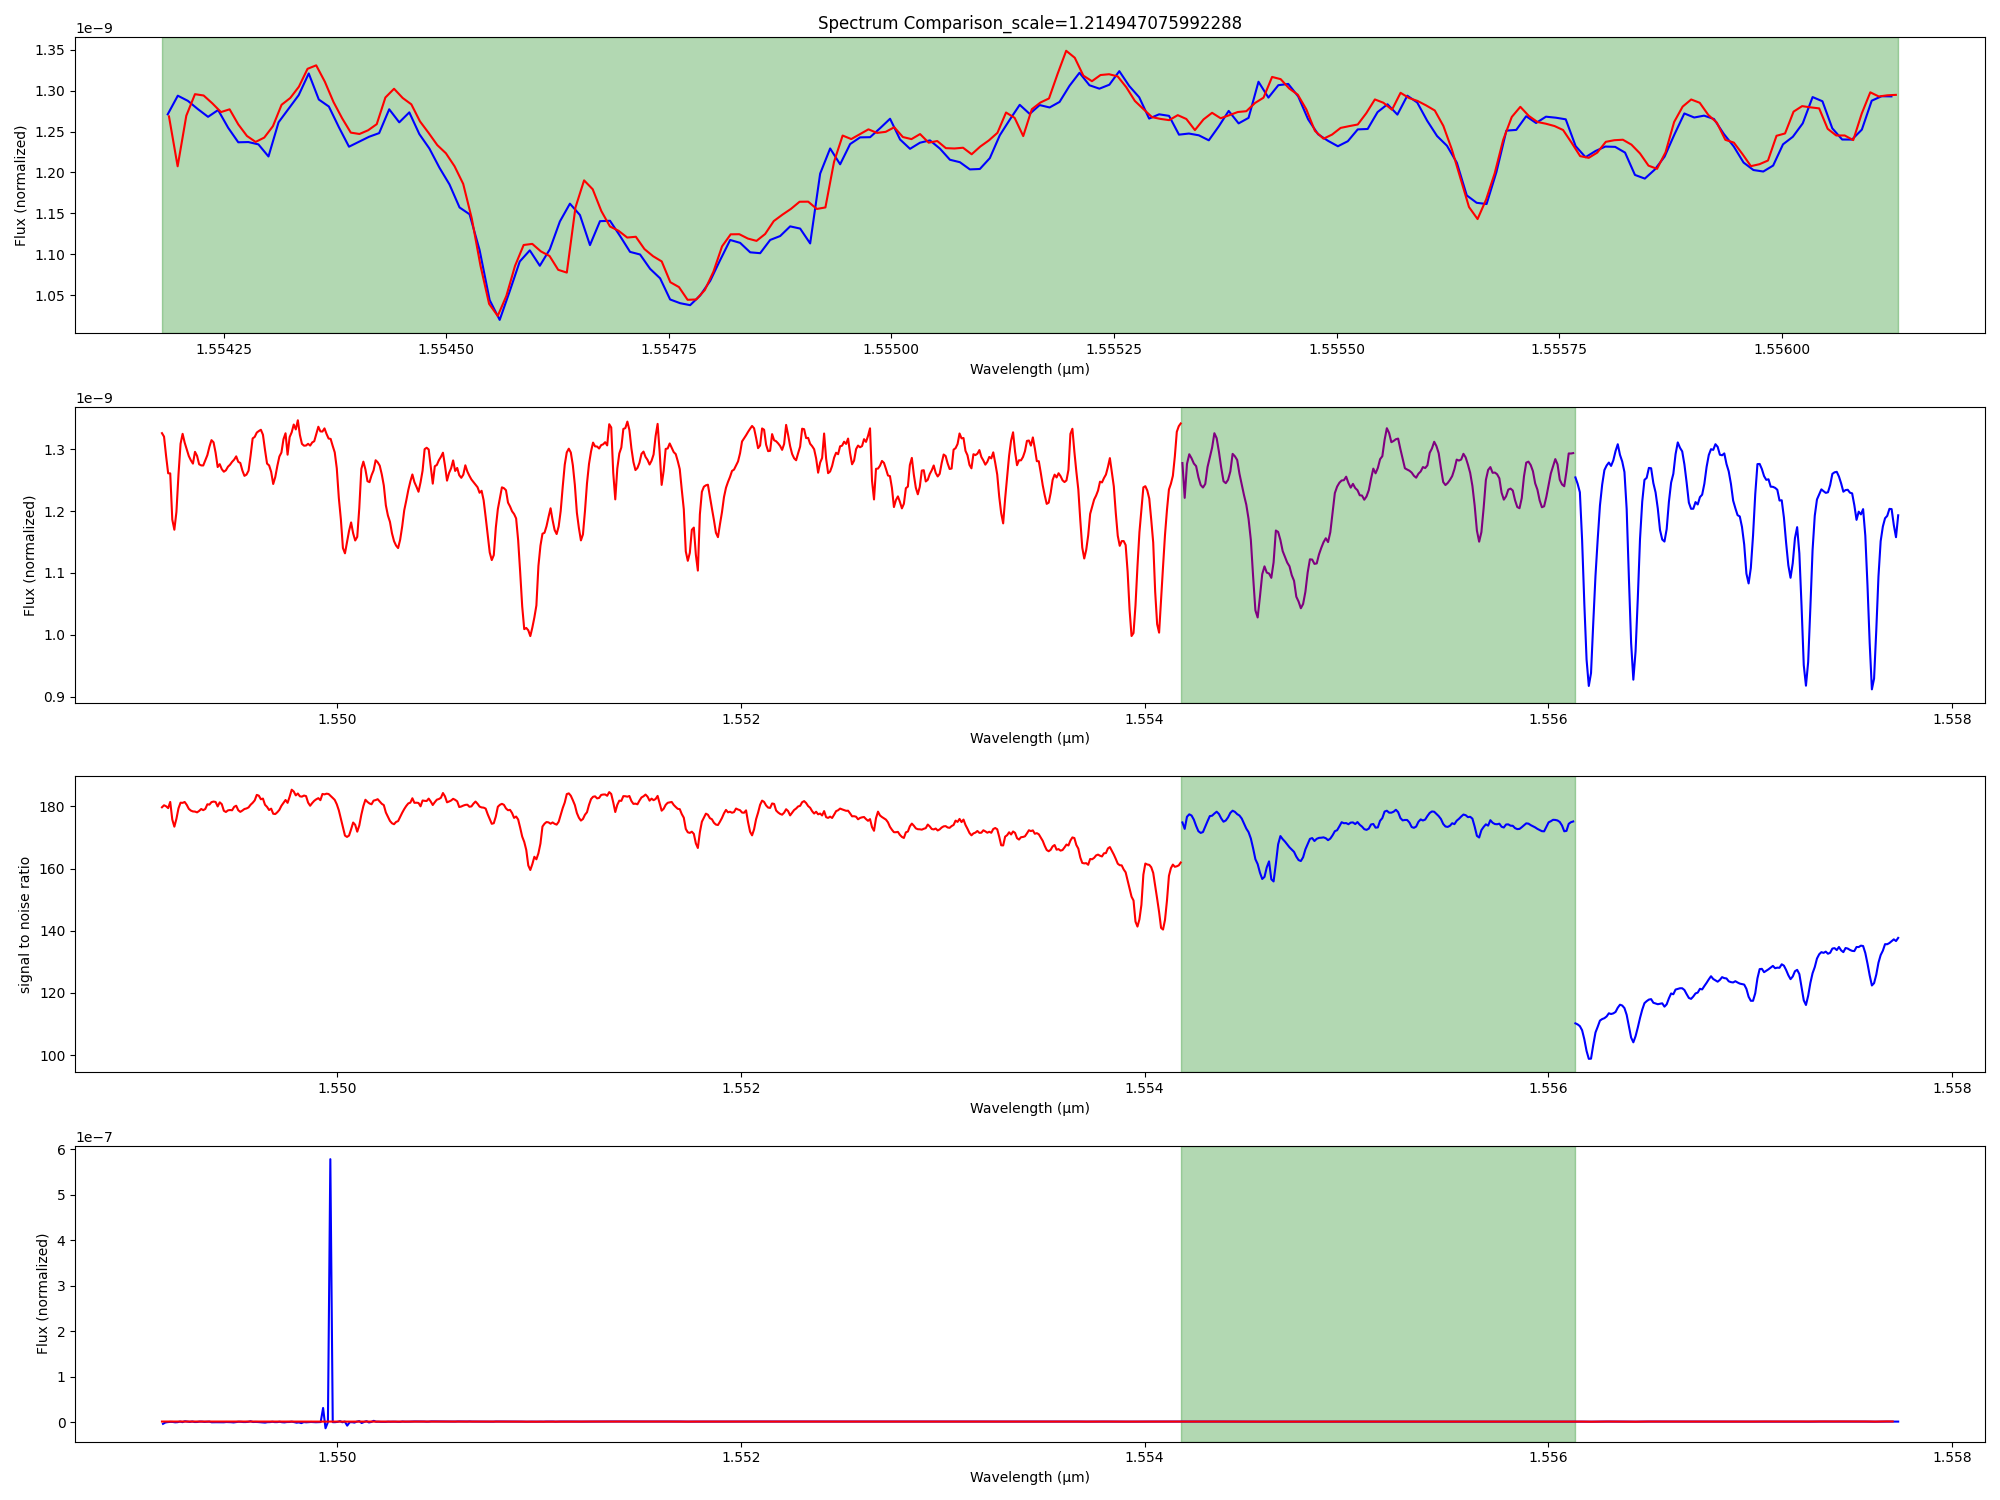 Spectrum Comparison_scale=1.214947075992288
1e−9
1.35
1.30
1.25
1.20
1.15
1.10
1.05
Flux (normalized)
1.55425 1.55450 1.55475 1.55500 1.55525 1.55550 1.55575 1.55600
Wavelength (μm)
1e−9
1.3
1.2
1.1
1.0
0.9
Flux (normalized)
1.550 1.552 1.554 1.556 1.558
Wavelength (μm)
180
160
140
120
100
signal to noise ratio
1.550 1.552 1.554 1.556 1.558
Wavelength (μm)
1e−7
6
5
4
3
2
1
0
Flux (normalized)
1.550 1.552 1.554 1.556 1.558
Wavelength (μm)